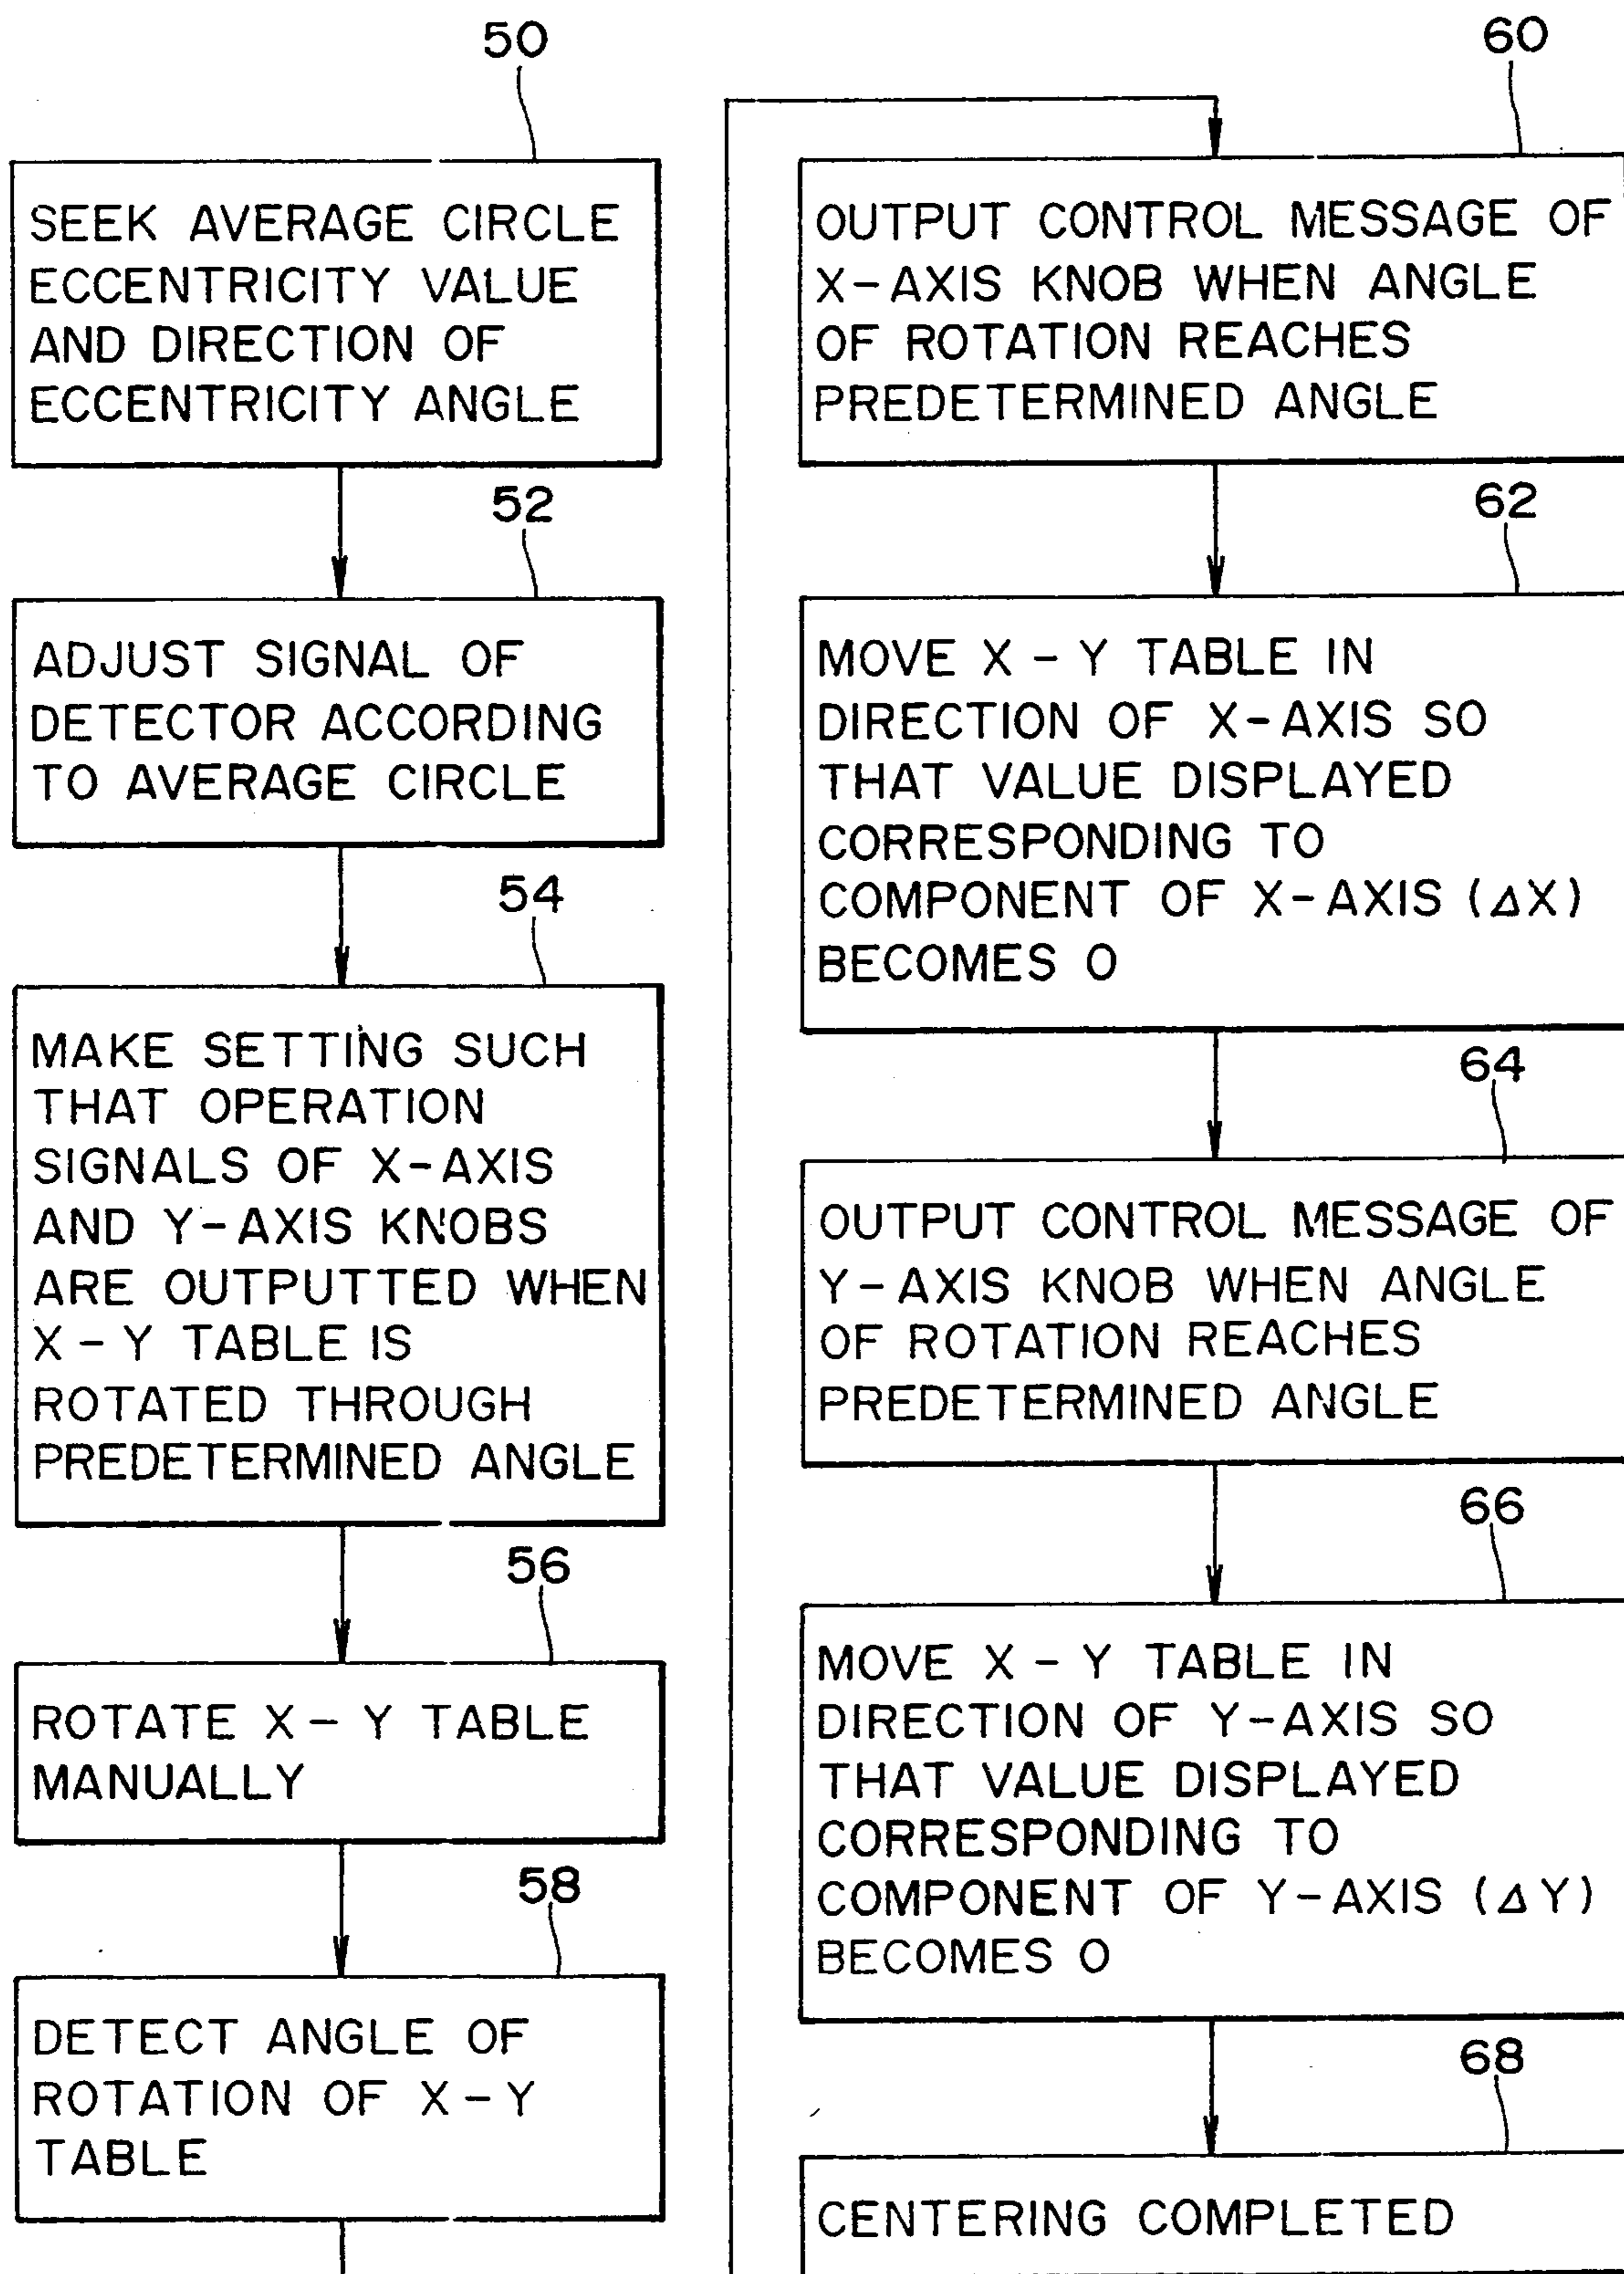 50
SEEK AVERAGE CIRCLE
ECCENTRICITY VALUE
AND DIRECTION OF
ECCENTRICITY ANGLE
52
ADJUST SIGNAL OF
DETECTOR ACCORDING
TO AVERAGE CIRCLE
54
MAKE SETTING SUCH
THAT OPERATION
SIGNALS OF X-AXIS
AND Y-AXIS KNOBS
ARE OUTPUTTED WHEN
X-Y TABLE IS
ROTATED THROUGH
PREDETERMINED ANGLE
56
ROTATE X-Y TABLE
MANUALLY
58
DETECT ANGLE OF
ROTATION OF X-Y
TABLE
60
OUTPUT CONTROL MESSAGE OF
X-AXIS KNOB WHEN ANGLE
OF ROTATION REACHES
PREDETERMINED ANGLE
62
MOVE X-Y TABLE IN
DIRECTION OF X-AXIS SO
THAT VALUE DISPLAYED
CORRESPONDING TO
COMPONENT OF X-AXIS (ΔX)
BECOMES 0
64
OUTPUT CONTROL MESSAGE OF
Y-AXIS KNOB WHEN ANGLE
OF ROTATION REACHES
PREDETERMINED ANGLE
66
MOVE X-Y TABLE IN
DIRECTION OF Y-AXIS SO
THAT VALUE DISPLAYED
CORRESPONDING TO
COMPONENT OF Y-AXIS (ΔY)
BECOMES 0
68
CENTERING COMPLETED